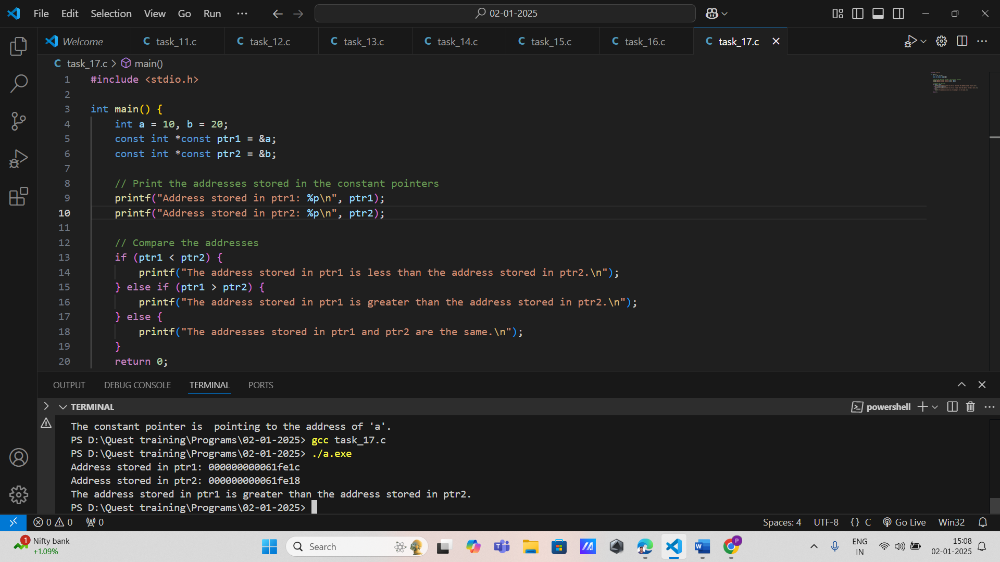 File Edit Selection View Go Run ··· 02-01-2025
Welcome task_11.c task_12.c task_13.c task_14.c task_15.c task_16.c task_17.c
C task_17.c > main()
1 #include <stdio.h>
2
3 int main() {
4 int a = 10, b = 20;
5 const int *const ptr1 = &a;
6 const int *const ptr2 = &b;
7
8 // Print the addresses stored in the constant pointers
9 printf("Address stored in ptr1: %p\n", ptr1);
10 printf("Address stored in ptr2: %p\n", ptr2);
11
12 // Compare the addresses
13 if (ptr1 < ptr2) {
14 printf("The address stored in ptr1 is less than the address stored in ptr2.\n");
15 } else if (ptr1 > ptr2) {
16 printf("The address stored in ptr1 is greater than the address stored in ptr2.\n");
17 } else {
18 printf("The addresses stored in ptr1 and ptr2 are the same.\n");
19 }
20 return 0;
OUTPUT DEBUG CONSOLE TERMINAL PORTS
TERMINAL powershell
The constant pointer is  pointing to the address of 'a'.
PS D:\Quest training\Programs\02-01-2025> gcc task_17.c
PS D:\Quest training\Programs\02-01-2025> ./a.exe
Address stored in ptr1: 000000000061fe1c
Address stored in ptr2: 000000000061fe18
The address stored in ptr1 is greater than the address stored in ptr2.
PS D:\Quest training\Programs\02-01-2025>
0 0 0 Spaces: 4 UTF-8 {} C Go Live Win32
1 Nifty bank
+1.09%
Search
P
ENG
IN
15:08
02-01-2025